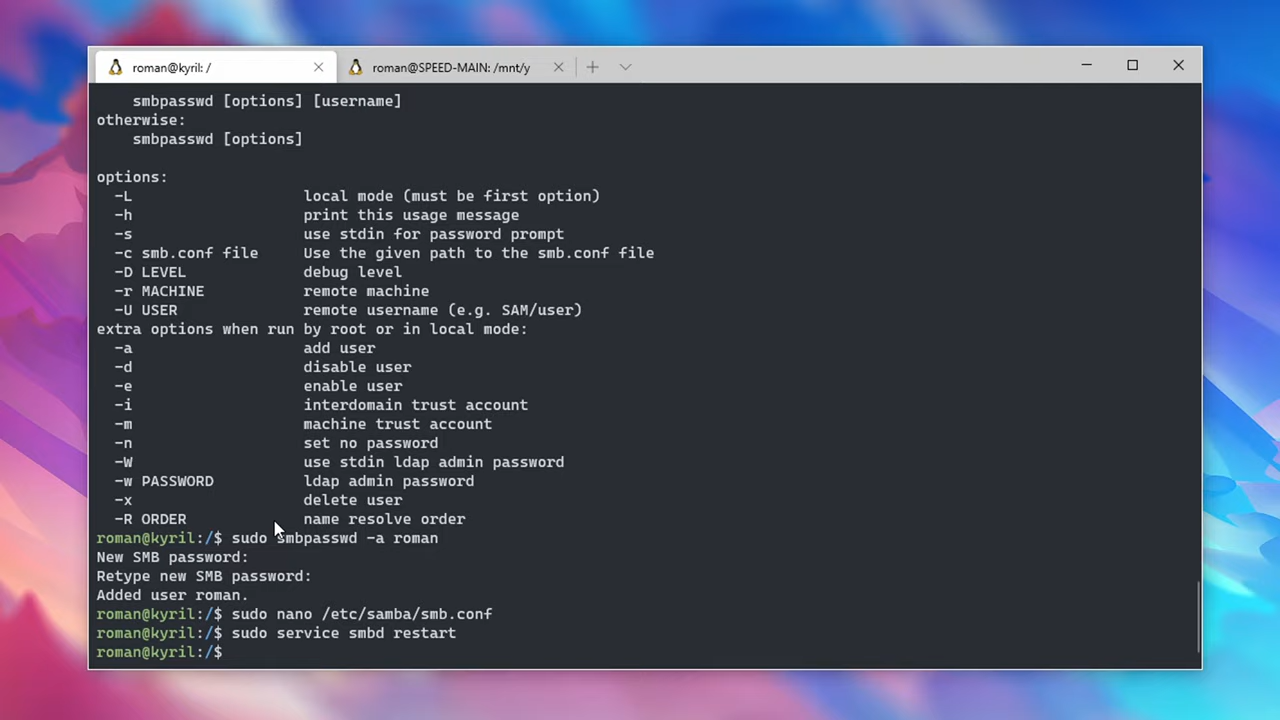 roman@kyril: /
roman@SPEED-MAIN: /mnt/y
smbpasswd [options] [username]
otherwise:
smbpasswd [options]
options:
-L local mode (must be first option)
-h print this usage message
-s use stdin for password prompt
-c smb.conf file Use the given path to the smb.conf file
-D LEVEL debug level
-r MACHINE remote machine
-U USER remote username (e.g. SAM/user)
extra options when run by root or in local mode:
-a add user
-d disable user
-e enable user
-i interdomain trust account
-m machine trust account
-n set no password
-W use stdin ldap admin password
-w PASSWORD ldap admin password
-x delete user
-R ORDER name resolve order
roman@kyril:/$ sudo smbpasswd -a roman
New SMB password:
Retype new SMB password:
Added user roman.
roman@kyril:/$ sudo nano /etc/samba/smb.conf
roman@kyril:/$ sudo service smbd restart
roman@kyril:/$